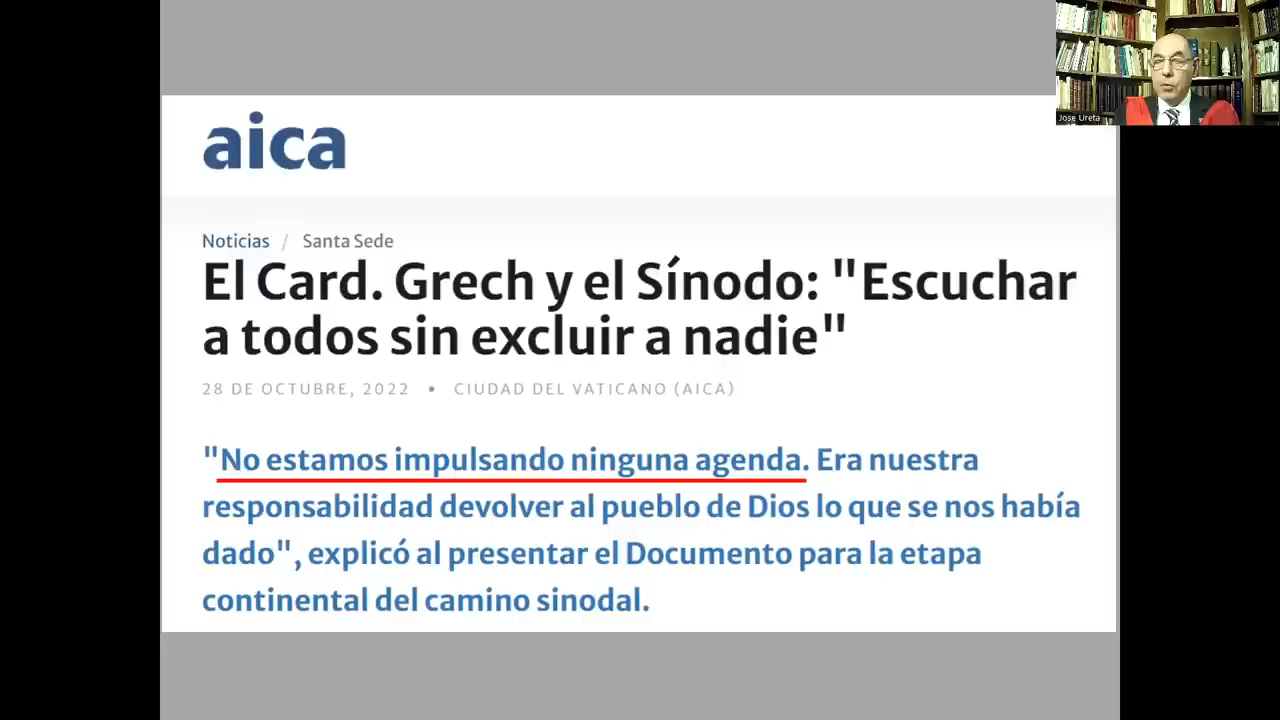 aica
Jose Ureta
Noticias / Santa Sede
El Card. Grech y el Sínodo: "Escuchar
a todos sin excluir a nadie"
28 DE OCTUBRE, 2022 • CIUDAD DEL VATICANO (AICA)
"No estamos impulsando ninguna agenda. Era nuestra
responsabilidad devolver al pueblo de Dios lo que se nos había
dado", explicó al presentar el Documento para la etapa
continental del camino sinodal.